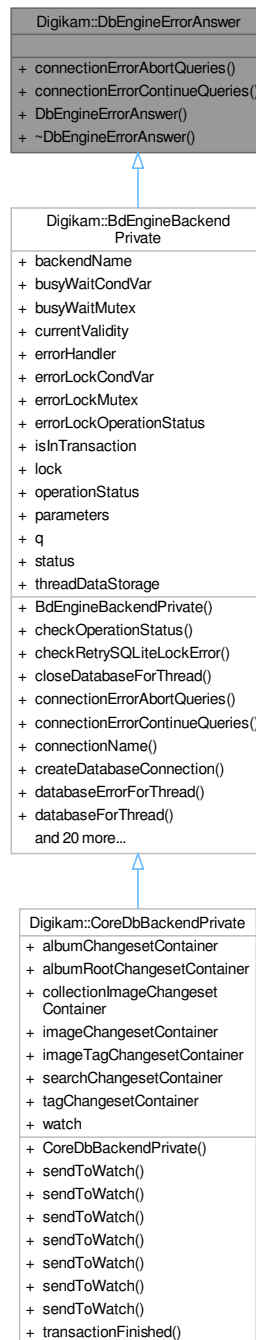 Digikam::DbEngineErrorAnswer
+ connectionErrorAbortQueries()
+ connectionErrorContinueQueries()
+ DbEngineErrorAnswer()
+ ~DbEngineErrorAnswer()
Digikam::BdEngineBackend
Private
+ backendName
+ busyWaitCondVar
+ busyWaitMutex
+ currentValidity
+ errorHandler
+ errorLockCondVar
+ errorLockMutex
+ errorLockOperationStatus
+ isInTransaction
+ lock
+ operationStatus
+ parameters
+ q
+ status
+ threadDataStorage
+ BdEngineBackendPrivate()
+ checkOperationStatus()
+ checkRetrySQLiteLockError()
+ closeDatabaseForThread()
+ connectionErrorAbortQueries()
+ connectionErrorContinueQueries()
+ connectionName()
+ createDatabaseConnection()
+ databaseErrorForThread()
+ databaseForThread()
and 20 more...
Digikam::CoreDbBackendPrivate
+ albumChangesetContainer
+ albumRootChangesetContainer
+ collectionImageChangeset
Container
+ imageChangesetContainer
+ imageTagChangesetContainer
+ searchChangesetContainer
+ tagChangesetContainer
+ watch
+ CoreDbBackendPrivate()
+ sendToWatch()
+ sendToWatch()
+ sendToWatch()
+ sendToWatch()
+ sendToWatch()
+ sendToWatch()
+ sendToWatch()
+ transactionFinished()